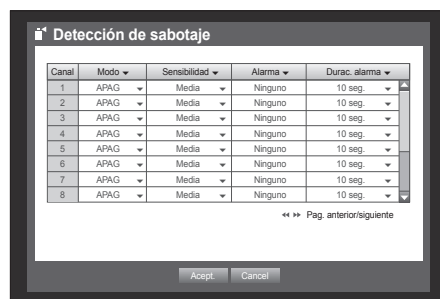 Detección de sabotaje
Canal Modo Sensibilidad Alarma Durac. alarma
1 APAG Media Ninguno 10 seg.
2 APAG Media Ninguno 10 seg.
3 APAG Media Ninguno 10 seg.
4 APAG Media Ninguno 10 seg.
5 APAG Media Ninguno 10 seg.
6 APAG Media Ninguno 10 seg.
7 APAG Media Ninguno 10 seg.
8 APAG Media Ninguno 10 seg.
Pag. anterior/siguiente
Acept. Cancel